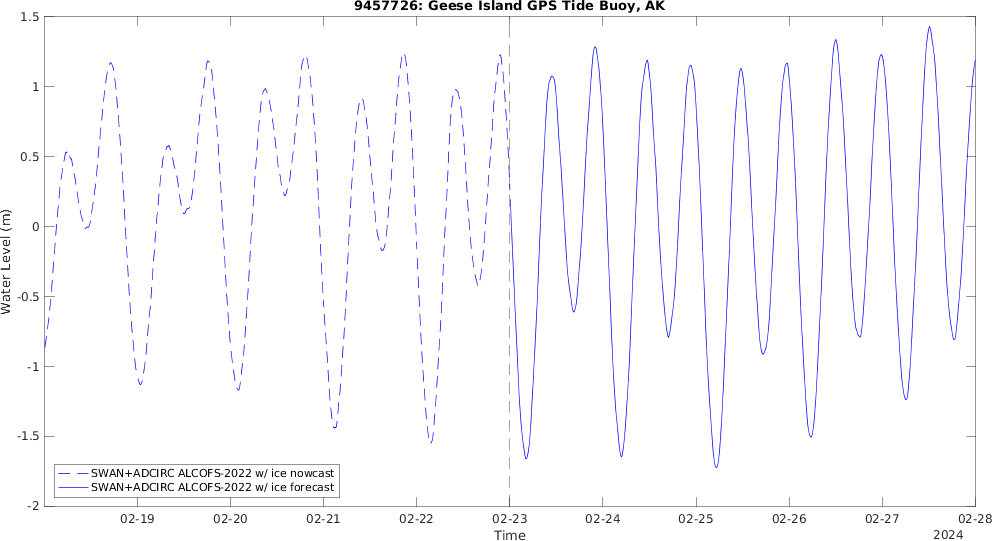 9457726: Geese Island GPS Tide Buoy, AK
1.5
1
0.5
0
-0.5
-1
-1.5
-2
Water Level (m)
SWAN+ADCIRC ALCOFS-2022 w/ ice nowcast
SWAN+ADCIRC ALCOFS-2022 w/ ice forecast
02-19 02-20 02-21 02-22 02-23 02-24 02-25 02-26 02-27 02-28
Time
2024